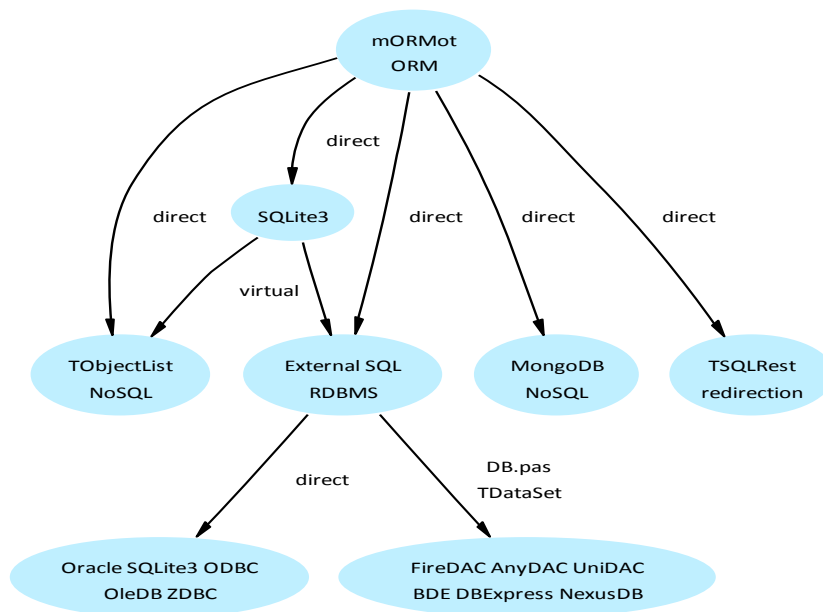 mORMot
ORM
direct
SQLite3
direct
direct
direct
direct
virtual
TObjectList
NoSQL
External SQL
RDBMS
MongoDB
NoSQL
TSQLRest
redirection
direct
DB.pas
TDataSet
Oracle SQLite3 ODBC
OleDB ZDBC
FireDAC AnyDAC UniDAC
BDE DBExpress NexusDB